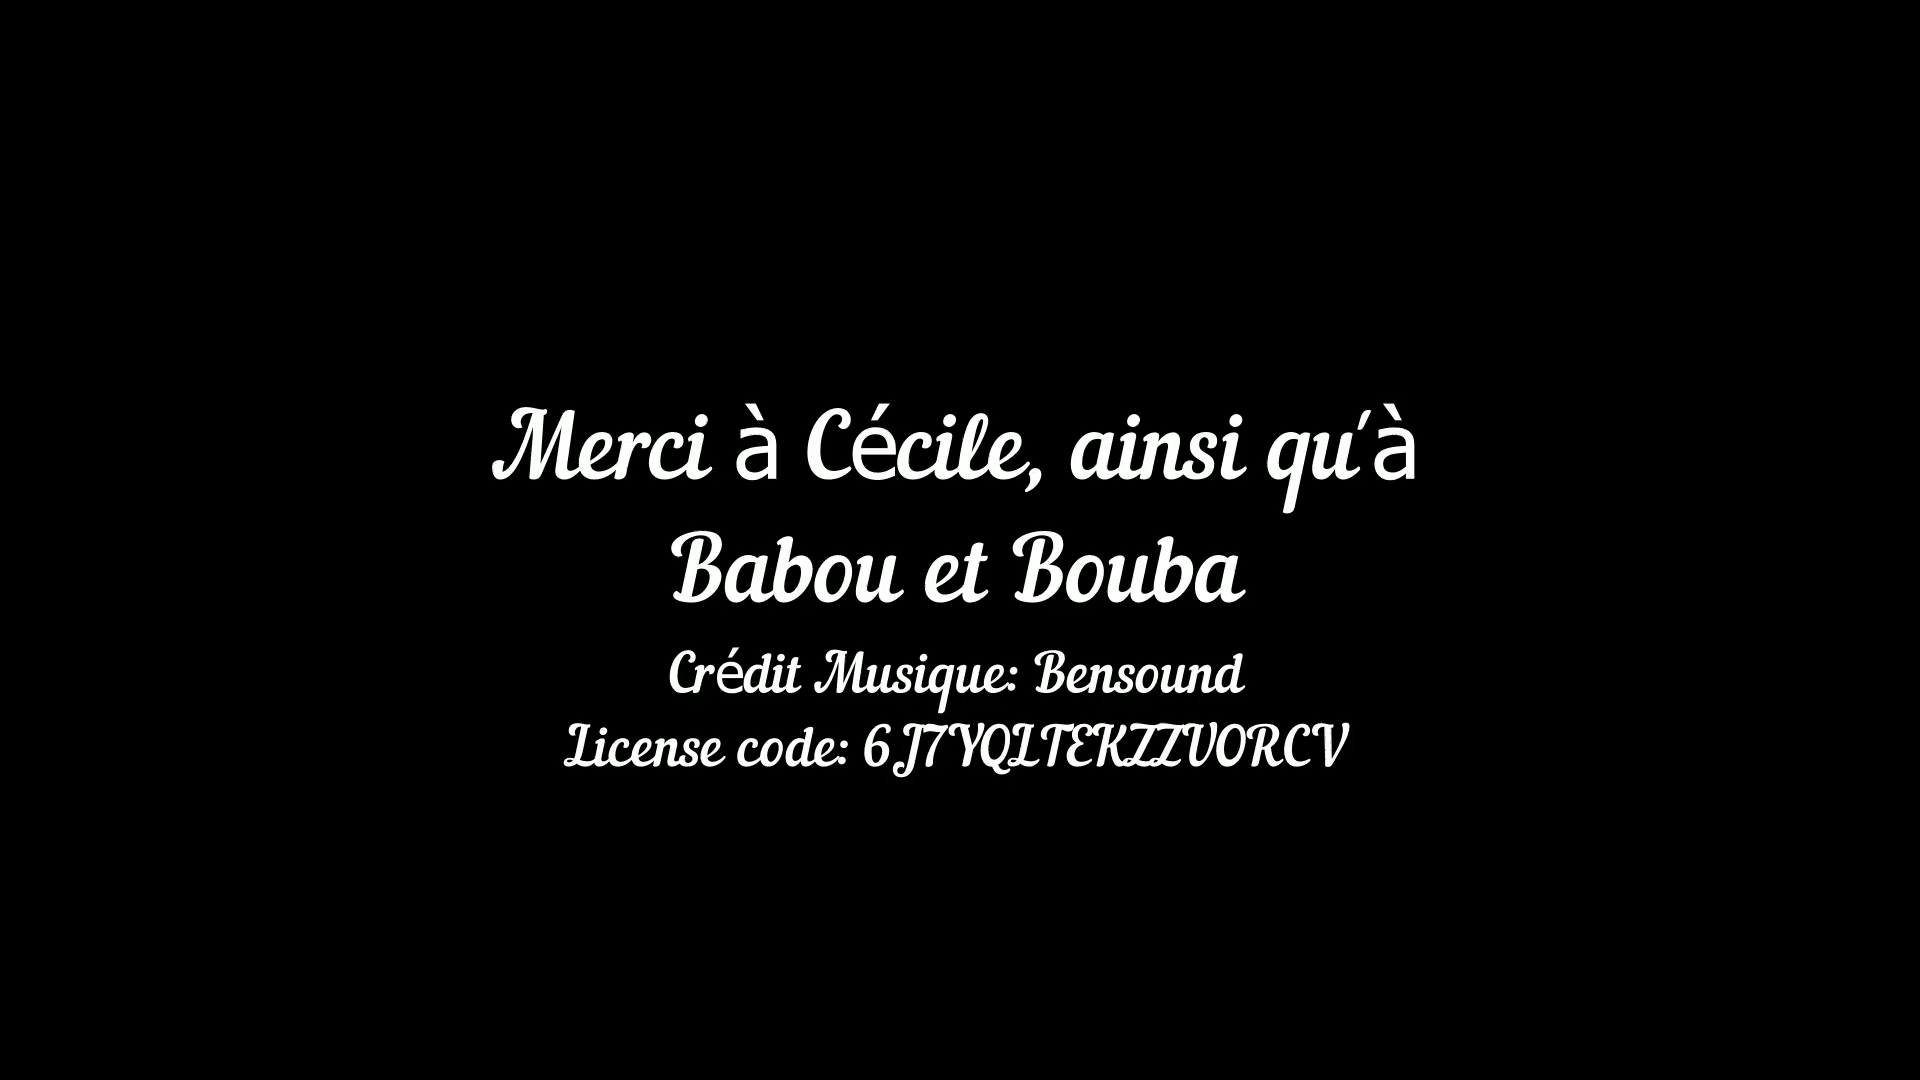 Merci à Cécile, ainsi qu'à
Babou et Bouba
Crédit Musique: Bensound
License code: 6J7YQLTEKZZVORCV